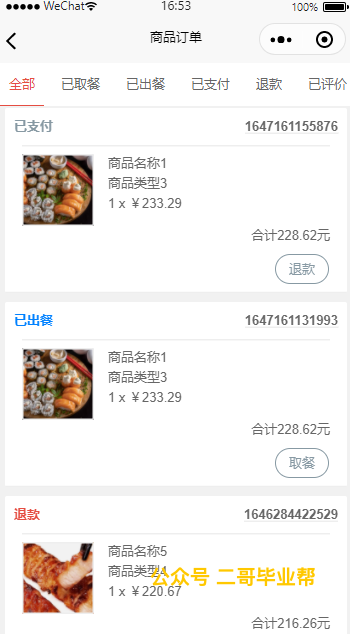 WeChat 16:53 100%
商品订单
全部 已取餐 已出餐 已支付 退款 已评价
已支付 1647161155876
商品名称1
商品类型3
1 x ￥233.29
合计228.62元
退款
已出餐 1647161131993
商品名称1
商品类型3
1 x ￥233.29
合计228.62元
取餐
退款 1646284422529
商品名称5
商品类型4
公众号 二哥毕业帮
1 x ￥220.67
合计216.26元